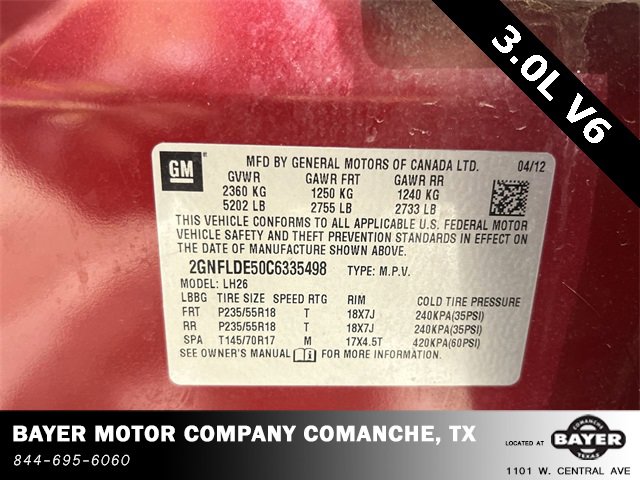 3.0L V6
GM
MFD BY GENERAL MOTORS OF CANADA LTD. 04/12
GVWR GAWR FRT GAWR RR
2360 KG 1250 KG 1240 KG
5202 LB 2755 LB 2733 LB
THIS VEHICLE CONFORMS TO ALL APPLICABLE U.S. FEDERAL MOTOR
VEHICLE SAFETY AND THEFT PREVENTION STANDARDS IN EFFECT ON
THE DATE OF MANUFACTURE SHOWN ABOVE.
2GNFLDE50C6335498 TYPE: M.P.V.
MODEL: LH26
LBBG TIRE SIZE SPEED RTG RIM COLD TIRE PRESSURE
FRT P235/55R18 T 18X7J 240KPA(35PSI)
RR P235/55R18 T 18X7J 240KPA(35PSI)
SPA T145/70R17 M 17X4.5T 420KPA(60PSI)
SEE OWNER'S MANUAL FOR MORE INFORMATION
BAYER MOTOR COMPANY COMANCHE, TX
844-695-6060
LOCATED AT
COMANCHE
BAYER
TEXAS
1101 W. CENTRAL AVE